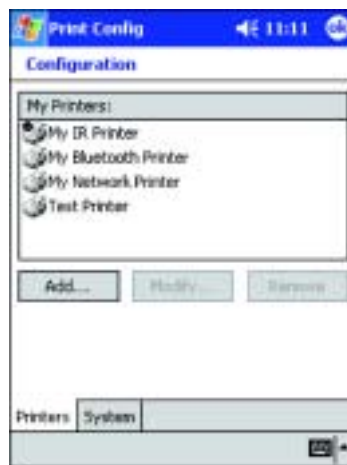 Print Config 11:11 ok
Configuration
My Printers:
My IR Printer
My Bluetooth Printer
My Network Printer
Test Printer
Add... Modify... Remove
Printers System